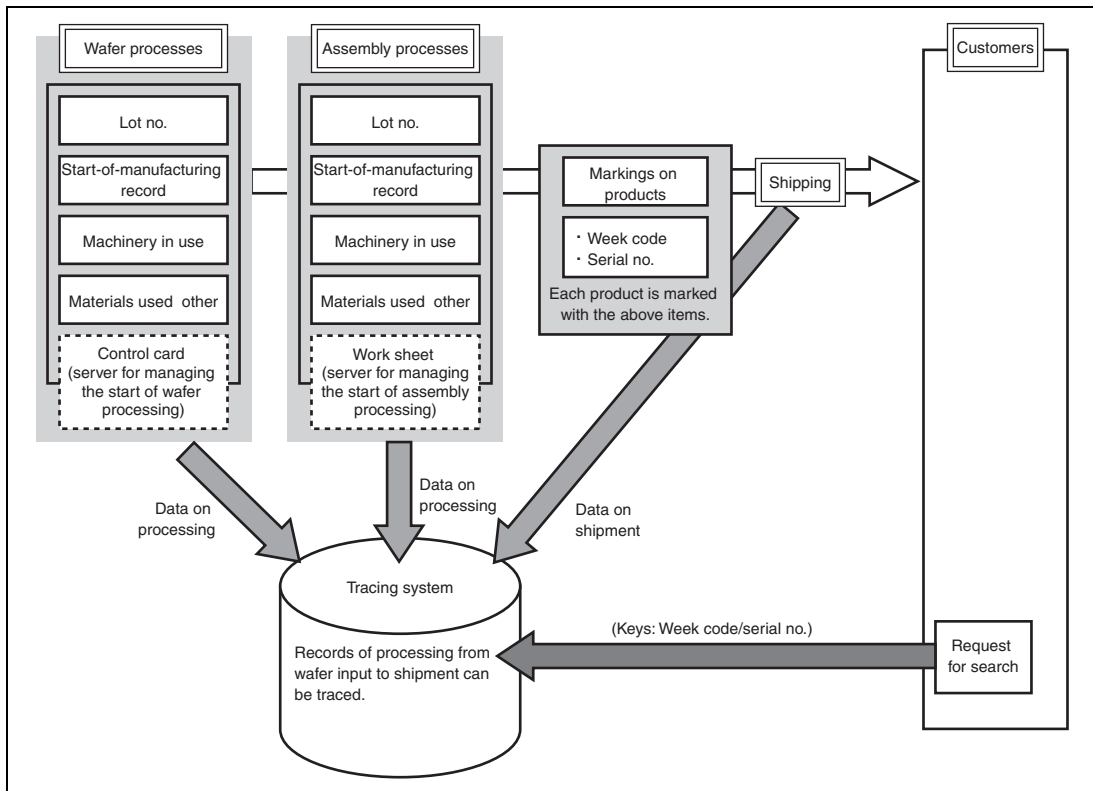 Wafer processes
Lot no.
Start-of-manufacturing
record
Machinery in use
Materials used other
Control card
(server for managing
the start of wafer
processing)
Assembly processes
Lot no.
Start-of-manufacturing
record
Machinery in use
Materials used other
Work sheet
(server for managing
the start of assembly
processing)
Markings on
products
・ Week code
・ Serial no.
Each product is marked
with the above items.
Shipping
Customers
Data on
processing
Data on
processing
Data on
shipment
Tracing system
Records of processing from
wafer input to shipment can
be traced.
(Keys: Week code/serial no.)
Request
for search